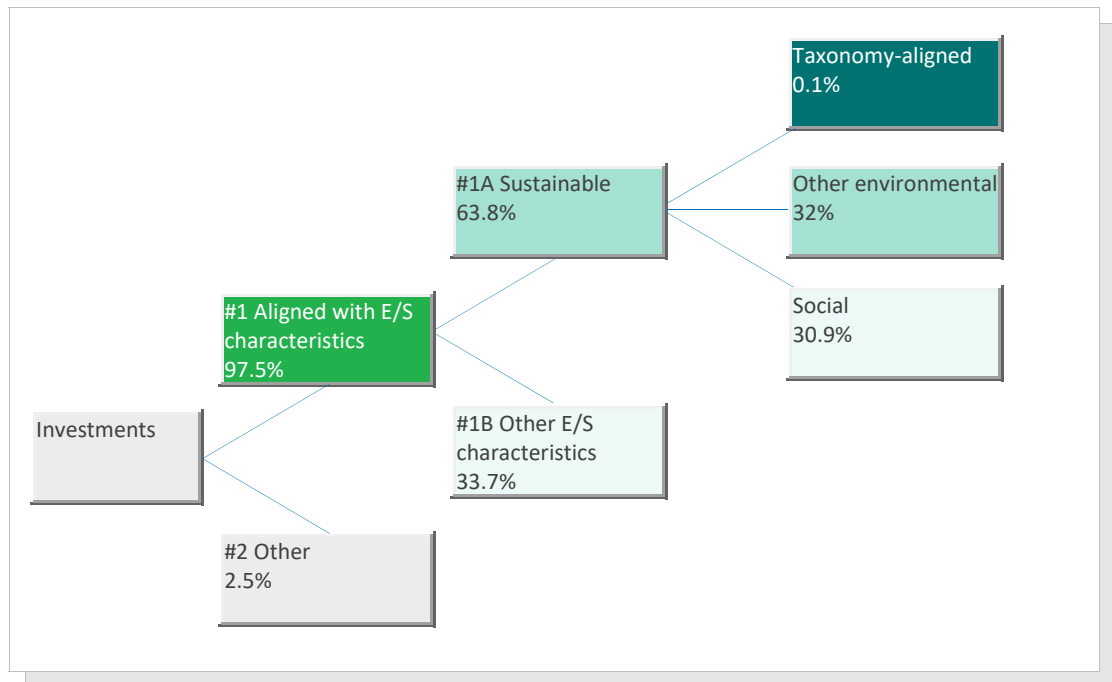 Taxonomy-aligned
0.1%
#1A Sustainable
63.8%
Other environmental
32%
Social
30.9%
#1 Aligned with E/S
characteristics
97.5%
#1B Other E/S
characteristics
33.7%
Investments
#2 Other
2.5%